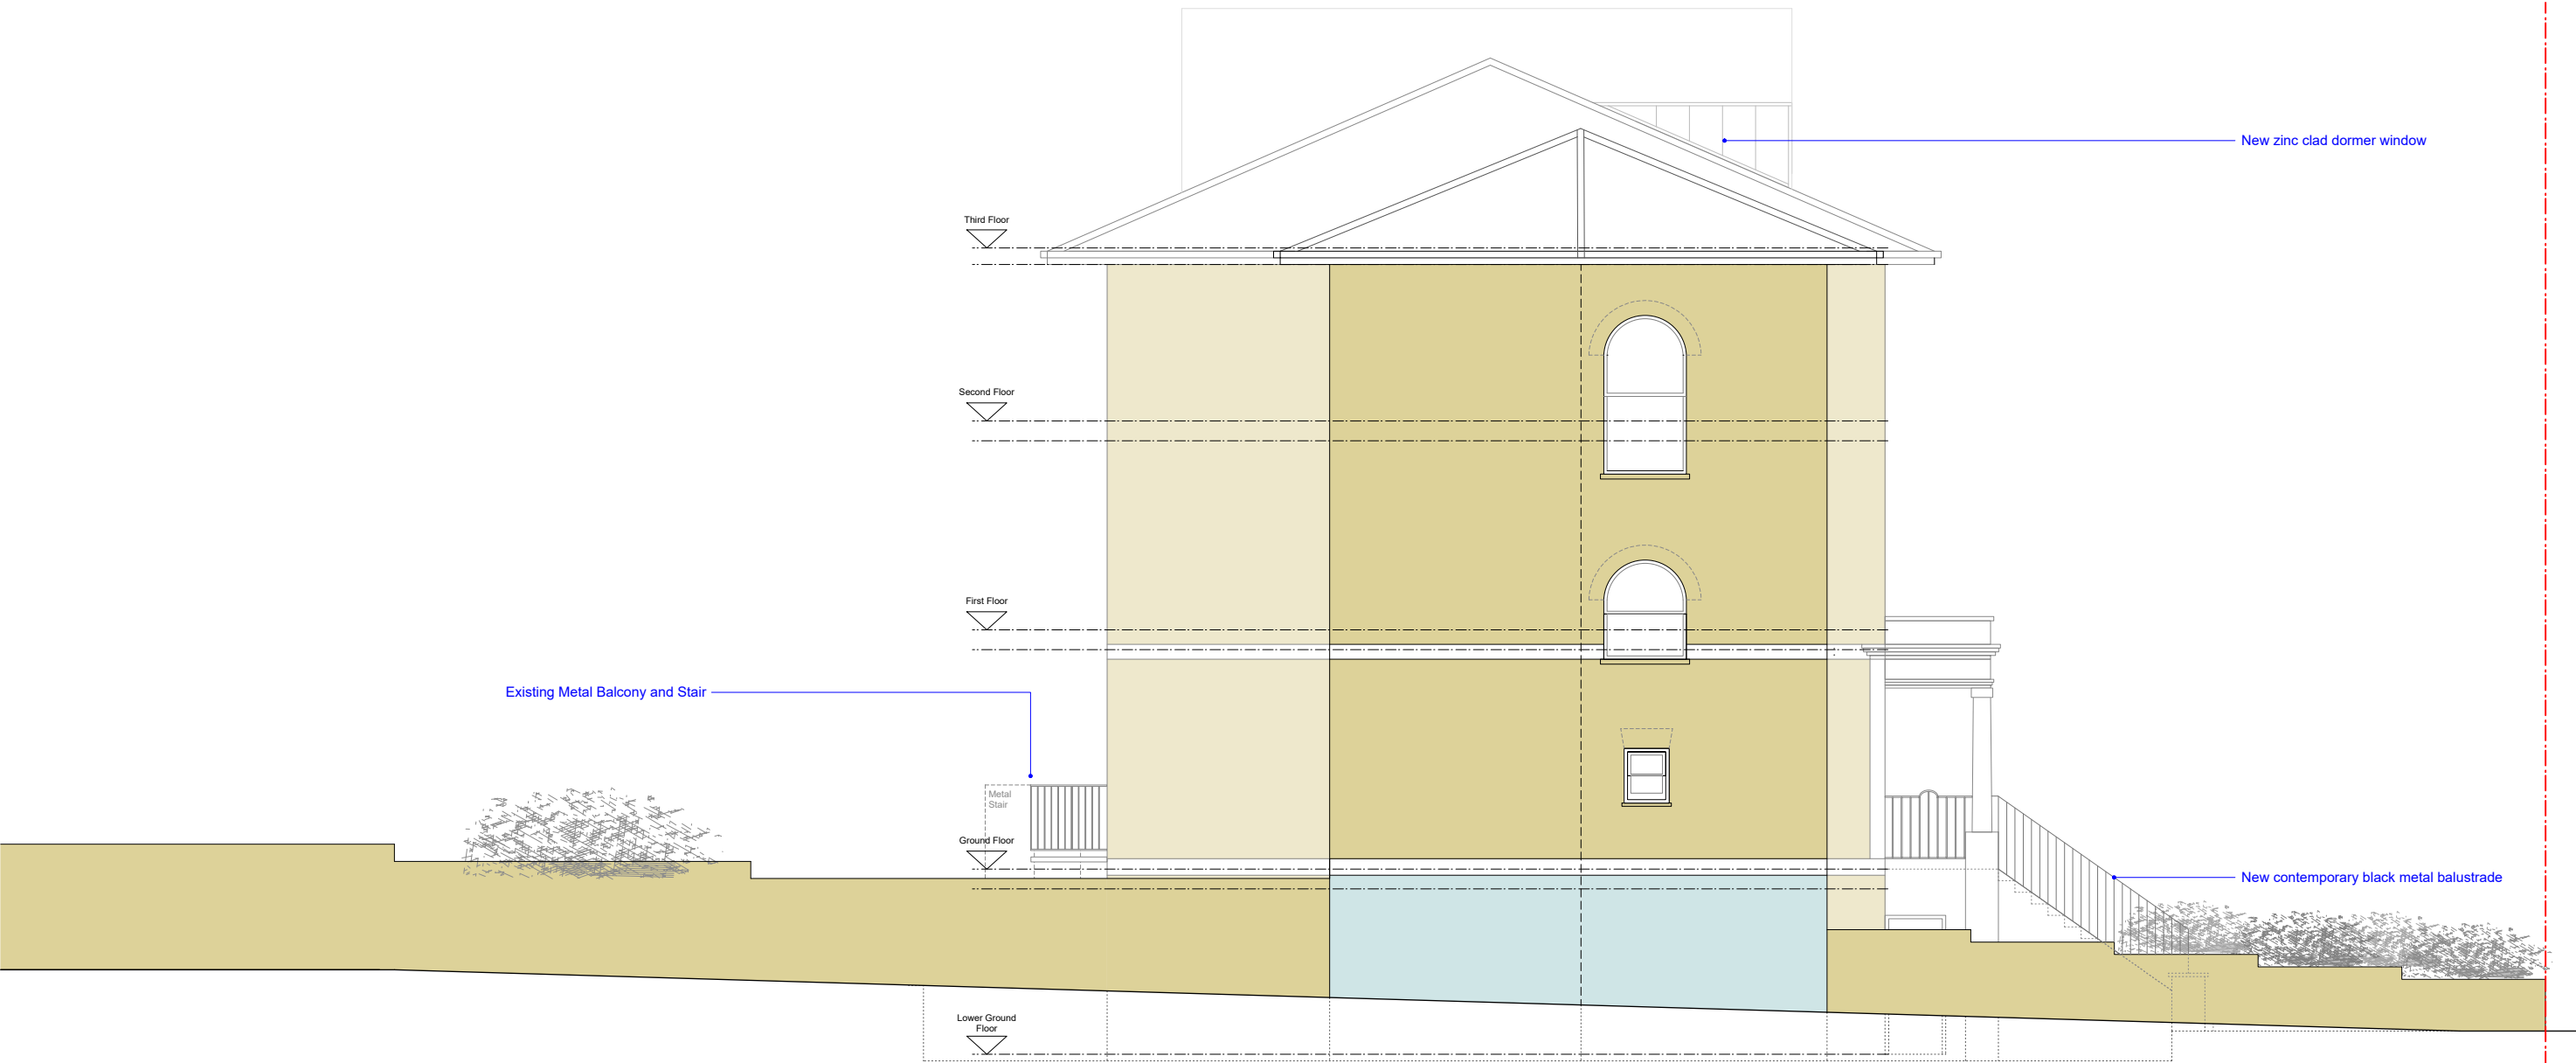 New zinc clad dormer window
Third Floor
Second Floor
First Floor
Existing Metal Balcony and Stair
Metal
Stair
Ground Floor
New contemporary black metal balustrade
Lower Ground
Floor